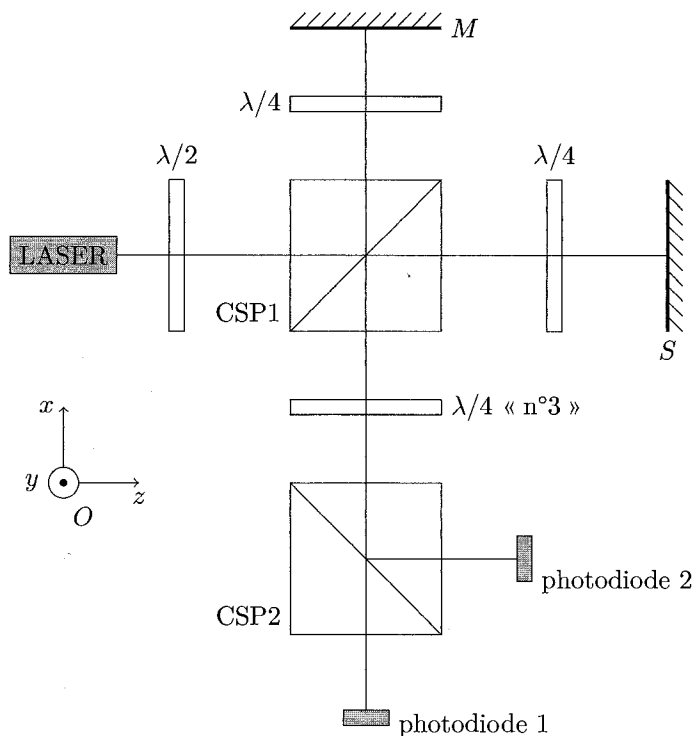 M
λ/4
λ/2
λ/4
LASER
CSP1
S
λ/4 « n°3 »
x
y
z
O
photodiode 2
CSP2
photodiode 1